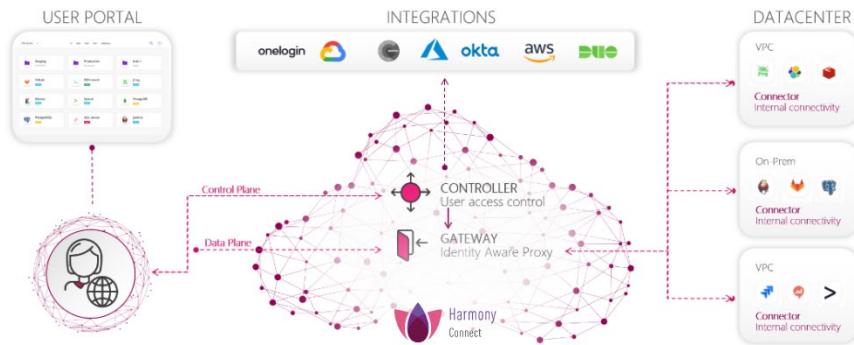 USER PORTAL
INTEGRATIONS
DATACENTER
onelogin
okta
aws
DUO
VPC
Connector
Internal connectivity
On-Prem
Connector
Internal connectivity
VPC
Connector
Internal connectivity
Control Plane
CONTROLLER
User access control
Data Plane
GATEWAY
Identity Aware Proxy
Harmony
Connect